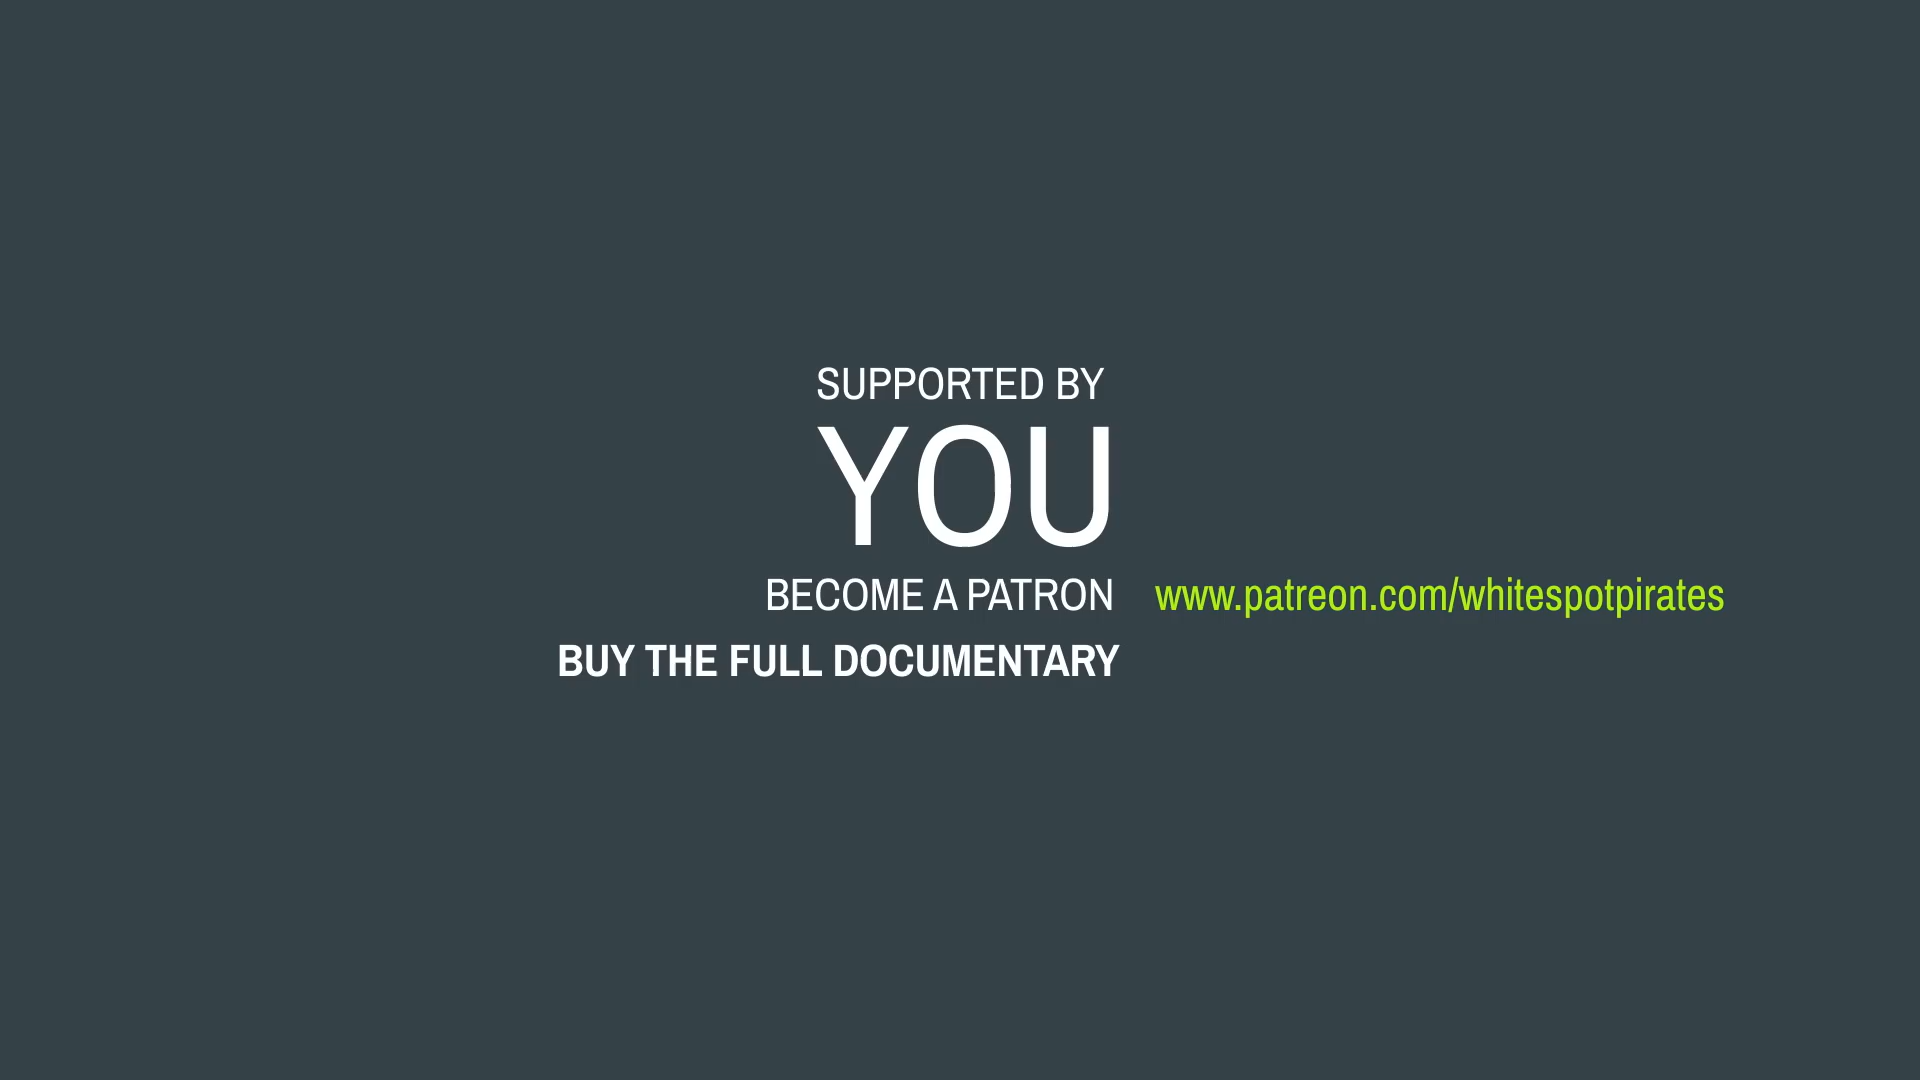 SUPPORTED BY
YOU
BECOME A PATRON www.patreon.com/whitespotpirates
BUY THE FULL DOCUMENTARY